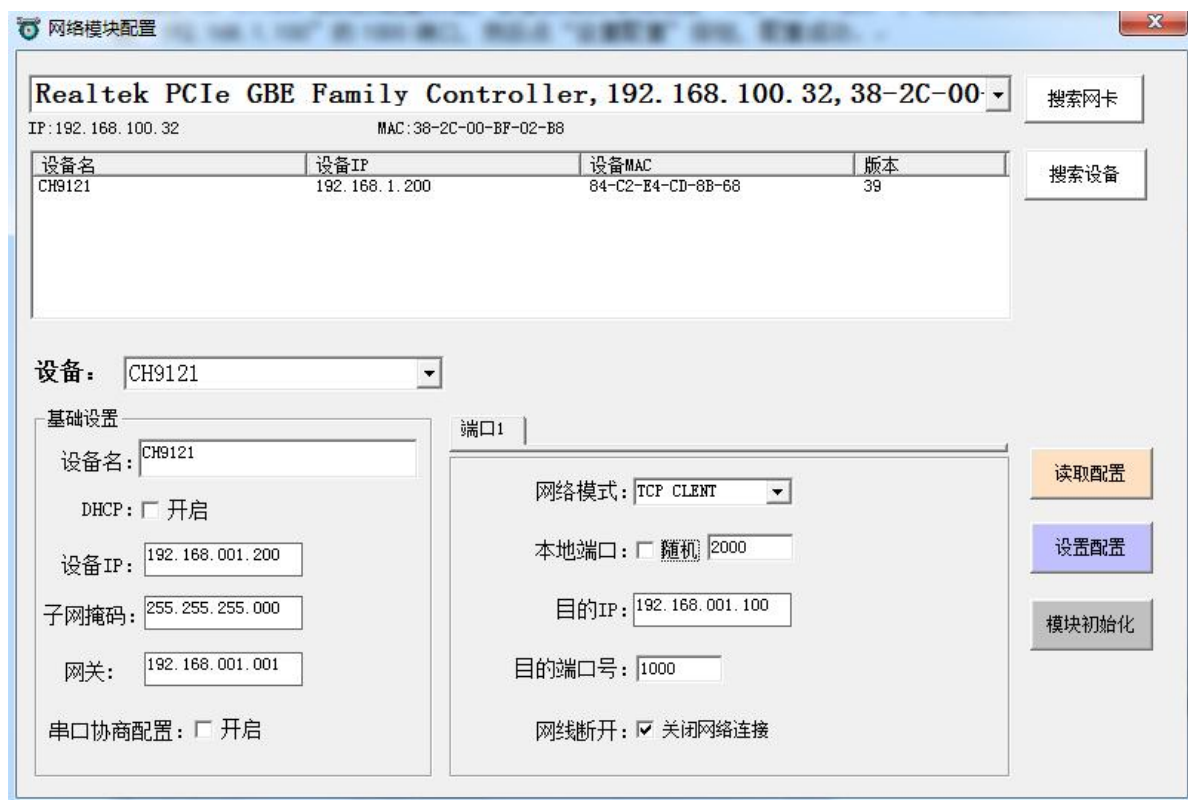 网络模块配置
Realtek PCIe GBE Family Controller,192.168.100.32,38-2C-00-
搜索网卡
IP:192.168.100.32 MAC:38-2C-00-BF-02-B8
设备名 设备IP 设备MAC 版本
CH9121 192.168.1.200 84-C2-E4-CD-8B-68 39
搜索设备
设备: CH9121
基础设置
设备名: CH9121
DHCP: 开启
设备IP: 192.168.001.200
子网掩码: 255.255.255.000
网关: 192.168.001.001
串口协商配置: 开启
端口1
网络模式: TCP CLENT
本地端口: 随机 2000
目的IP: 192.168.001.100
目的端口号: 1000
网线断开: 关闭网络连接
读取配置
设置配置
模块初始化